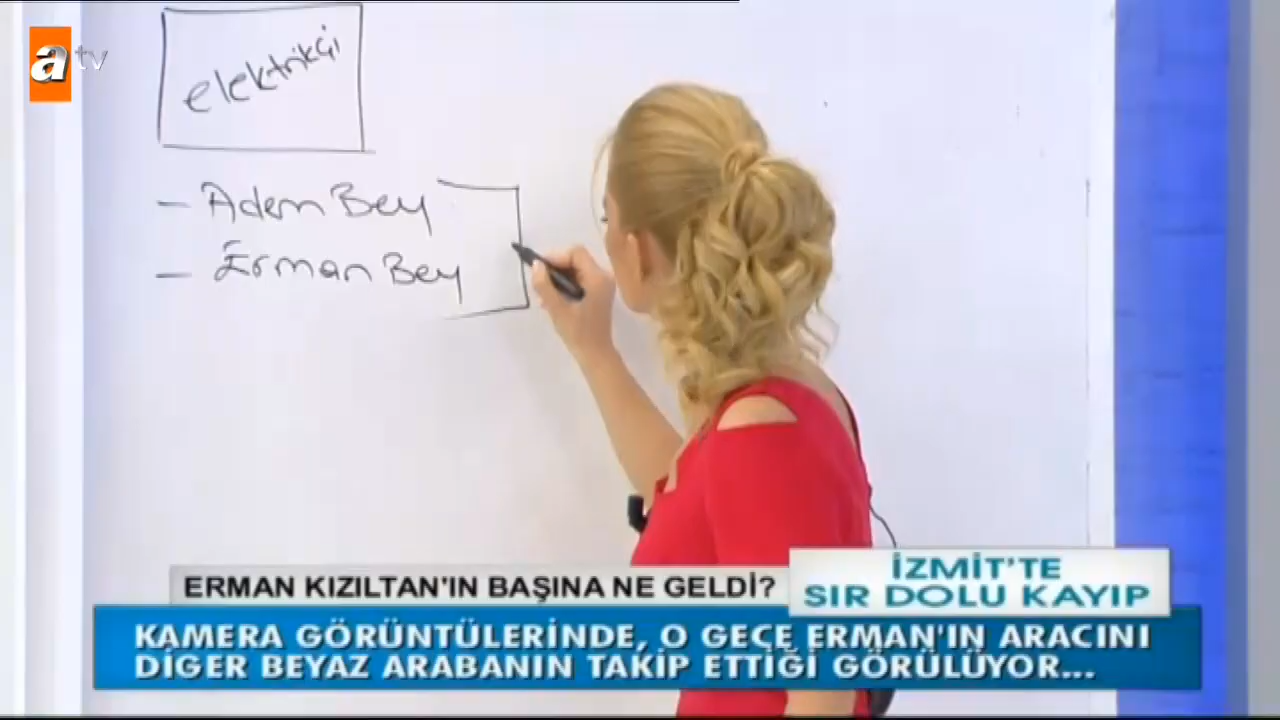 atv
elektrikçi
- Adem Bey
- Erman Bey
ERMAN KIZILTAN'IN BAŞINA NE GELDİ?
İZMİT'TE
SIR DOLU KAYIP
KAMERA GÖRÜNTÜLERİNDE, O GECE ERMAN'IN ARACINI
DİGER BEYAZ ARABANIN TAKİP ETTİĞİ GÖRÜLÜYOR...